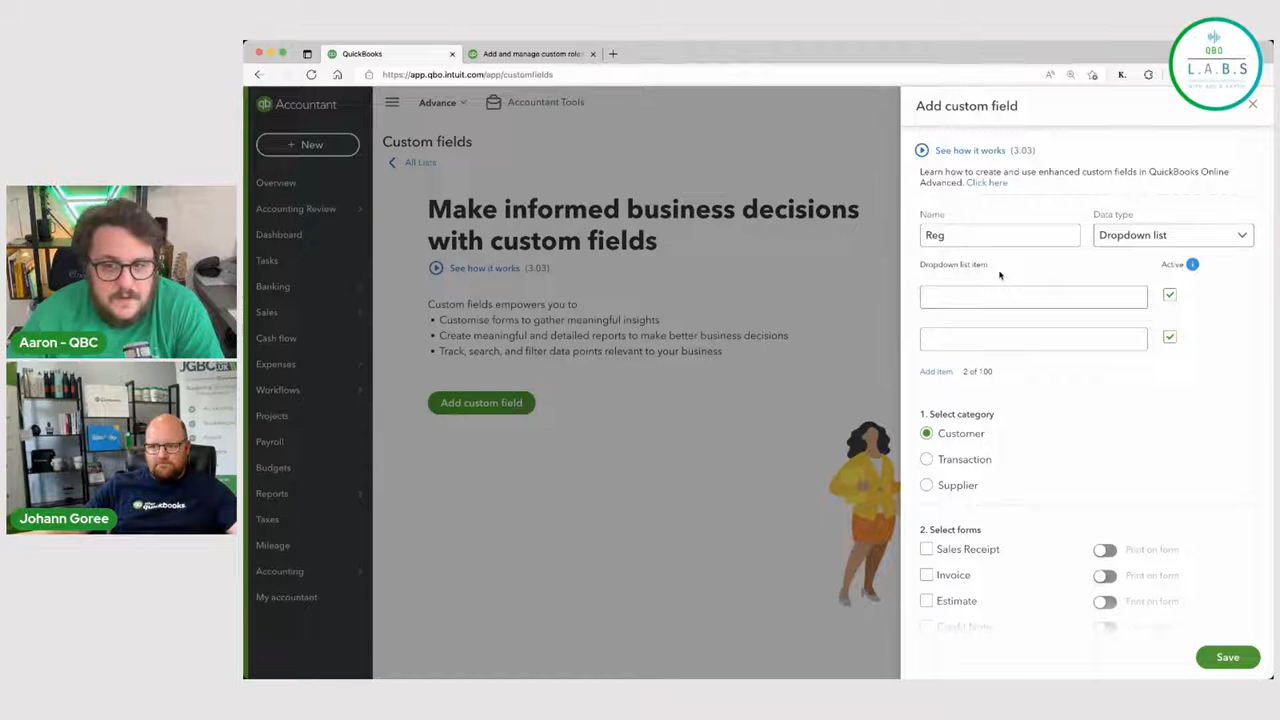 QBO
L.A.B.S
QuickBooks
Add and manage custom role
https://app.qbo.intuit.com/app/customfields
K.
qb Accountant
Advance
Accountant Tools
+ New
Overview
Accounting Review
Dashboard
Tasks
Banking
Sales
Cash flow
Expenses
Workflows
Projects
Payroll
Budgets
Reports
Taxes
Mileage
Accounting
My accountant
Custom fields
All Lists
Make informed business decisions
with custom fields
See how it works (3.03)
Custom fields empowers you to
• Customise forms to gather meaningful insights
• Create meaningful and detailed reports to make better business decisions
• Track, search, and filter data points relevant to your business
Add custom field
Add custom field
See how it works (3.03)
Learn how to create and use enhanced custom fields in QuickBooks Online
Advanced. Click here
Name
Data type
Reg
Dropdown list
Dropdown list item
Active
Add item 2 of 100
1. Select category
Customer
Transaction
Supplier
2. Select forms
Sales Receipt
Print on form
Invoice
Print on form
Estimate
Print on form
Credit Note
Save
Aaron - QBC
JGBC
quickbooks
Johann Goree